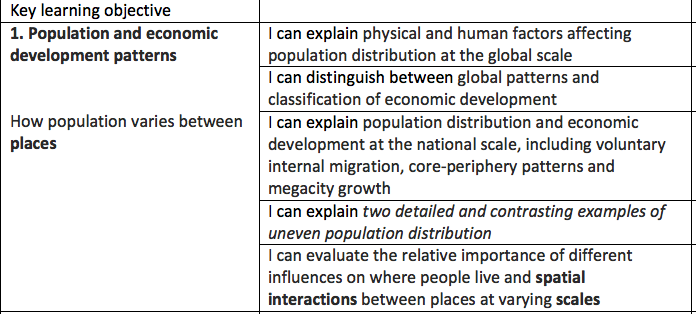 Key learning objective
1. Population and economic
development patterns
I can explain physical and human factors affecting
population distribution at the global scale
I can distinguish between global patterns and
classification of economic development
How population varies between
places
I can explain population distribution and economic
development at the national scale, including voluntary
internal migration, core-periphery patterns and
megacity growth
I can explain two detailed and contrasting examples of
uneven population distribution
I can evaluate the relative importance of different
influences on where people live and spatial
interactions between places at varying scales